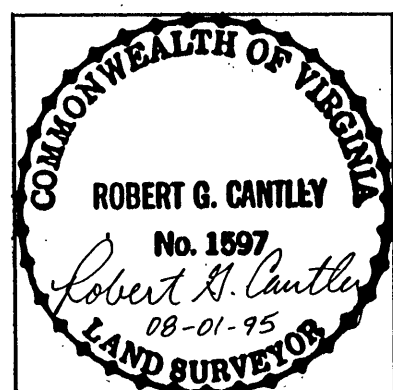 COMMONWEALTH OF VIRGINIA
ROBERT G. CANTLEY
No. 1597
Robert G. Cantley
08-01-95
LAND SURVEYOR